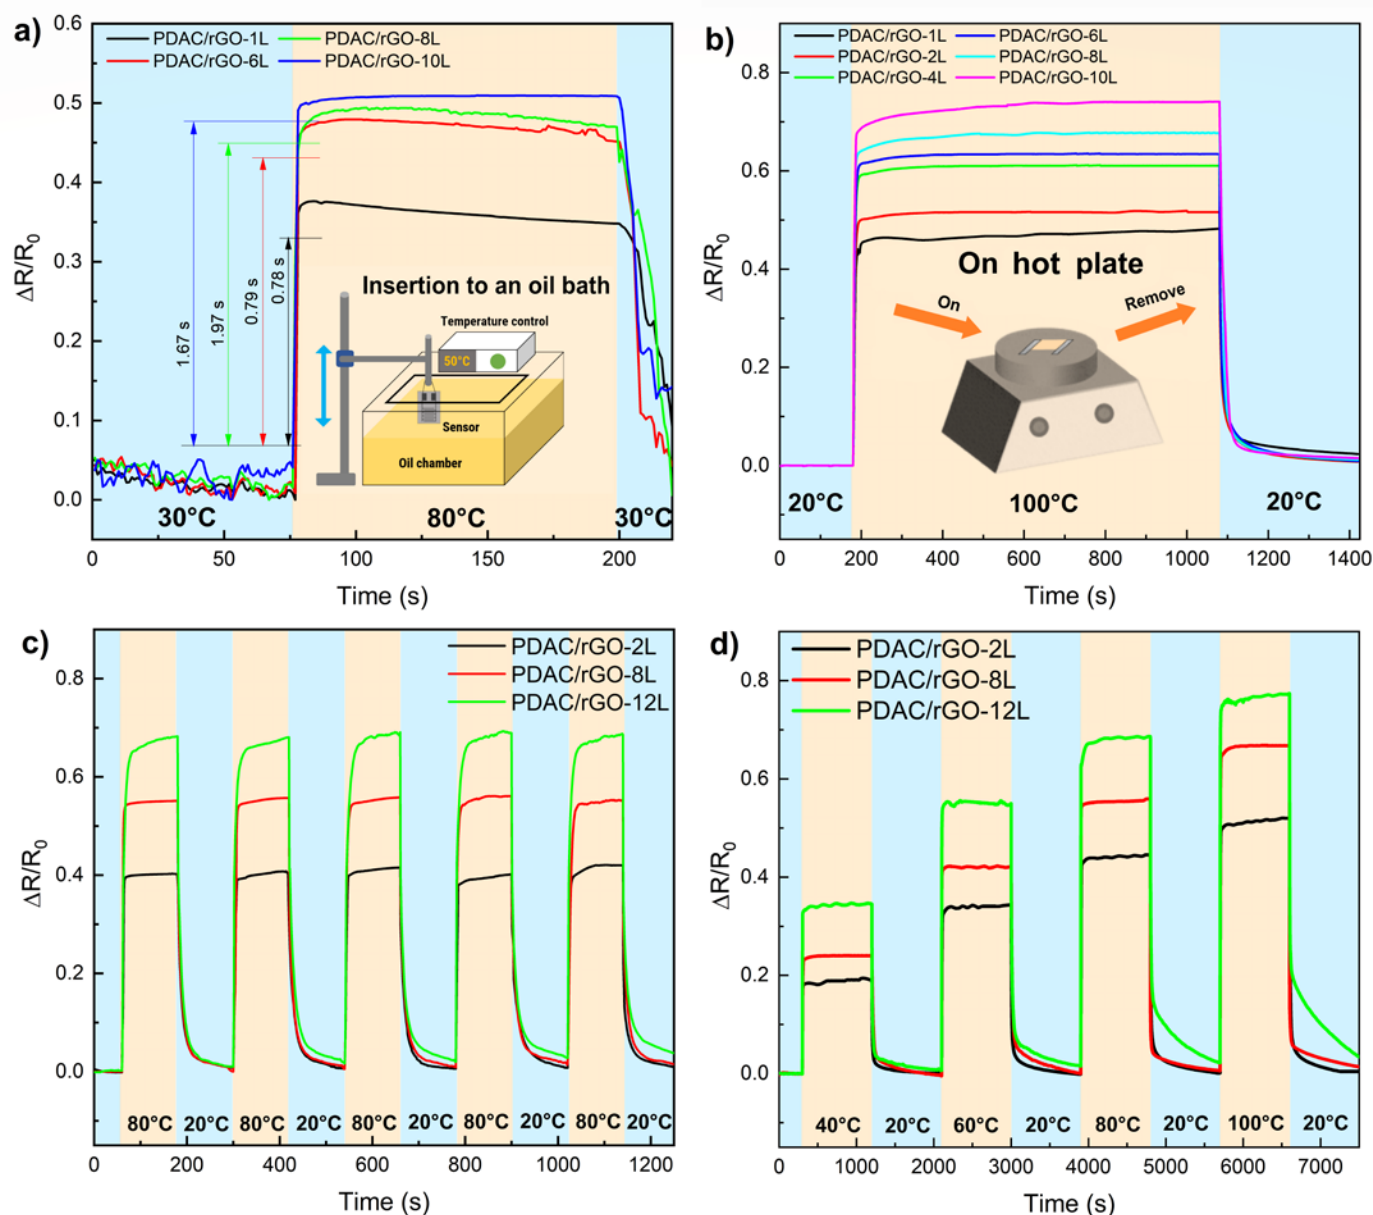 a)
PDAC/rGO-1L
PDAC/rGO-8L
PDAC/rGO-6L
PDAC/rGO-10L
0.6
0.5
0.4
0.3
0.2
0.1
0.0
ΔR/R0
1.67 s
1.97 s
0.79 s
0.78 s
Insertion to an oil bath
Temperature control
50°C
Sensor
Oil chamber
30°C
80°C
30°C
0
50
100
150
200
Time (s)
b)
PDAC/rGO-1L
PDAC/rGO-6L
PDAC/rGO-2L
PDAC/rGO-8L
PDAC/rGO-4L
PDAC/rGO-10L
0.8
0.6
0.4
0.2
0.0
ΔR/R0
On hot plate
On
Remove
20°C
100°C
20°C
0
200
400
600
800
1000
1200
1400
Time (s)
c)
PDAC/rGO-2L
PDAC/rGO-8L
PDAC/rGO-12L
0.8
0.6
0.4
0.2
0.0
ΔR/R0
80°C
20°C
80°C
20°C
80°C
20°C
80°C
20°C
80°C
20°C
0
200
400
600
800
1000
1200
Time (s)
d)
PDAC/rGO-2L
PDAC/rGO-8L
PDAC/rGO-12L
0.8
0.6
0.4
0.2
0.0
ΔR/R0
40°C
20°C
60°C
20°C
80°C
20°C
100°C
20°C
0
1000
2000
3000
4000
5000
6000
7000
Time (s)